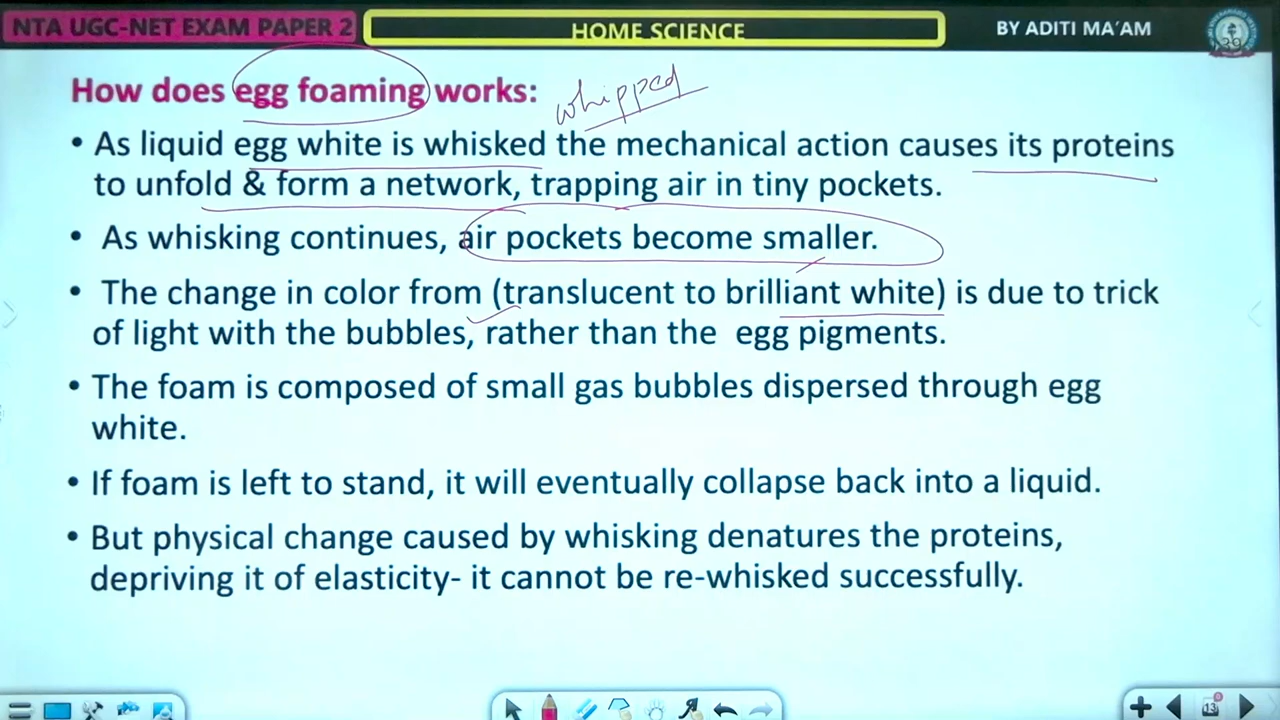 NTA UGC-NET EXAM PAPER 2
HOME SCIENCE
BY ADITI MA'AM
How does egg foaming works:
whipped
• As liquid egg white is whisked the mechanical action causes its proteins
to unfold & form a network, trapping air in tiny pockets.
• As whisking continues, air pockets become smaller.
• The change in color from (translucent to brilliant white) is due to trick
of light with the bubbles, rather than the egg pigments.
• The foam is composed of small gas bubbles dispersed through egg
white.
• If foam is left to stand, it will eventually collapse back into a liquid.
• But physical change caused by whisking denatures the proteins,
depriving it of elasticity- it cannot be re-whisked successfully.
13